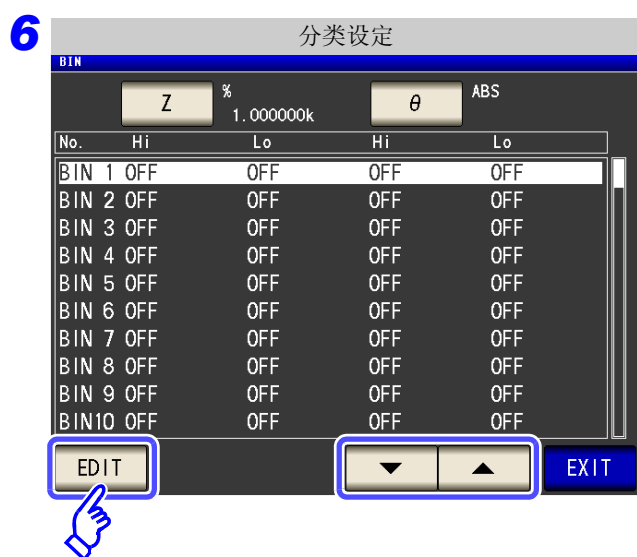 6
分类设定
BIN
Z % 1.000000k θ ABS
No. Hi Lo Hi Lo
BIN 1 OFF OFF OFF OFF
BIN 2 OFF OFF OFF OFF
BIN 3 OFF OFF OFF OFF
BIN 4 OFF OFF OFF OFF
BIN 5 OFF OFF OFF OFF
BIN 6 OFF OFF OFF OFF
BIN 7 OFF OFF OFF OFF
BIN 8 OFF OFF OFF OFF
BIN 9 OFF OFF OFF OFF
BIN10 OFF OFF OFF OFF
EDIT ▼ ▲ EXIT